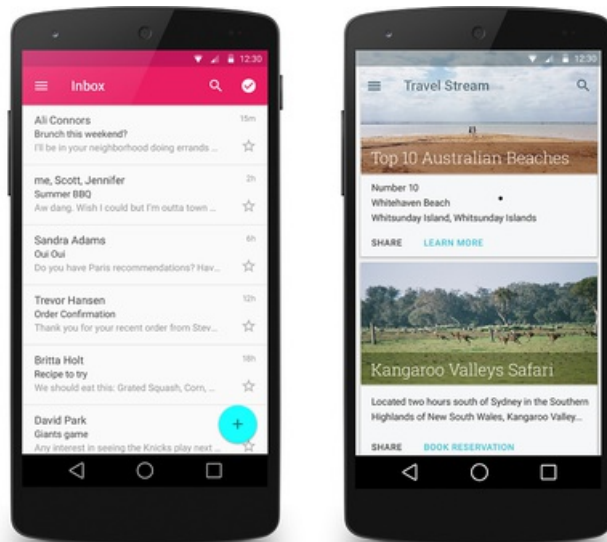 12:30
Inbox
Ali Connors 15m
Brunch this weekend?
I'll be in your neighborhood doing errands ...
me, Scott, Jennifer 2h
Summer BBQ
Aw dang. Wish I could but I'm outta town ...
Sandra Adams 6h
Oui Oui
Do you have Paris recommendations? Hav...
Trevor Hansen 12h
Order Confirmation
Thank you for your recent order from Stev...
Britta Holt 18h
Recipe to try
We should eat this: Grated Squash, Corn, ...
David Park
Giants game
Any interest in seeing the Knicks play next ...
12:30
Travel Stream
Top 10 Australian Beaches
Number 10
Whitehaven Beach
Whitsunday Island, Whitsunday Islands
SHARE LEARN MORE
Kangaroo Valleys Safari
Located two hours south of Sydney in the Southern
Highlands of New South Wales, Kangaroo Valley...
SHARE BOOK RESERVATION